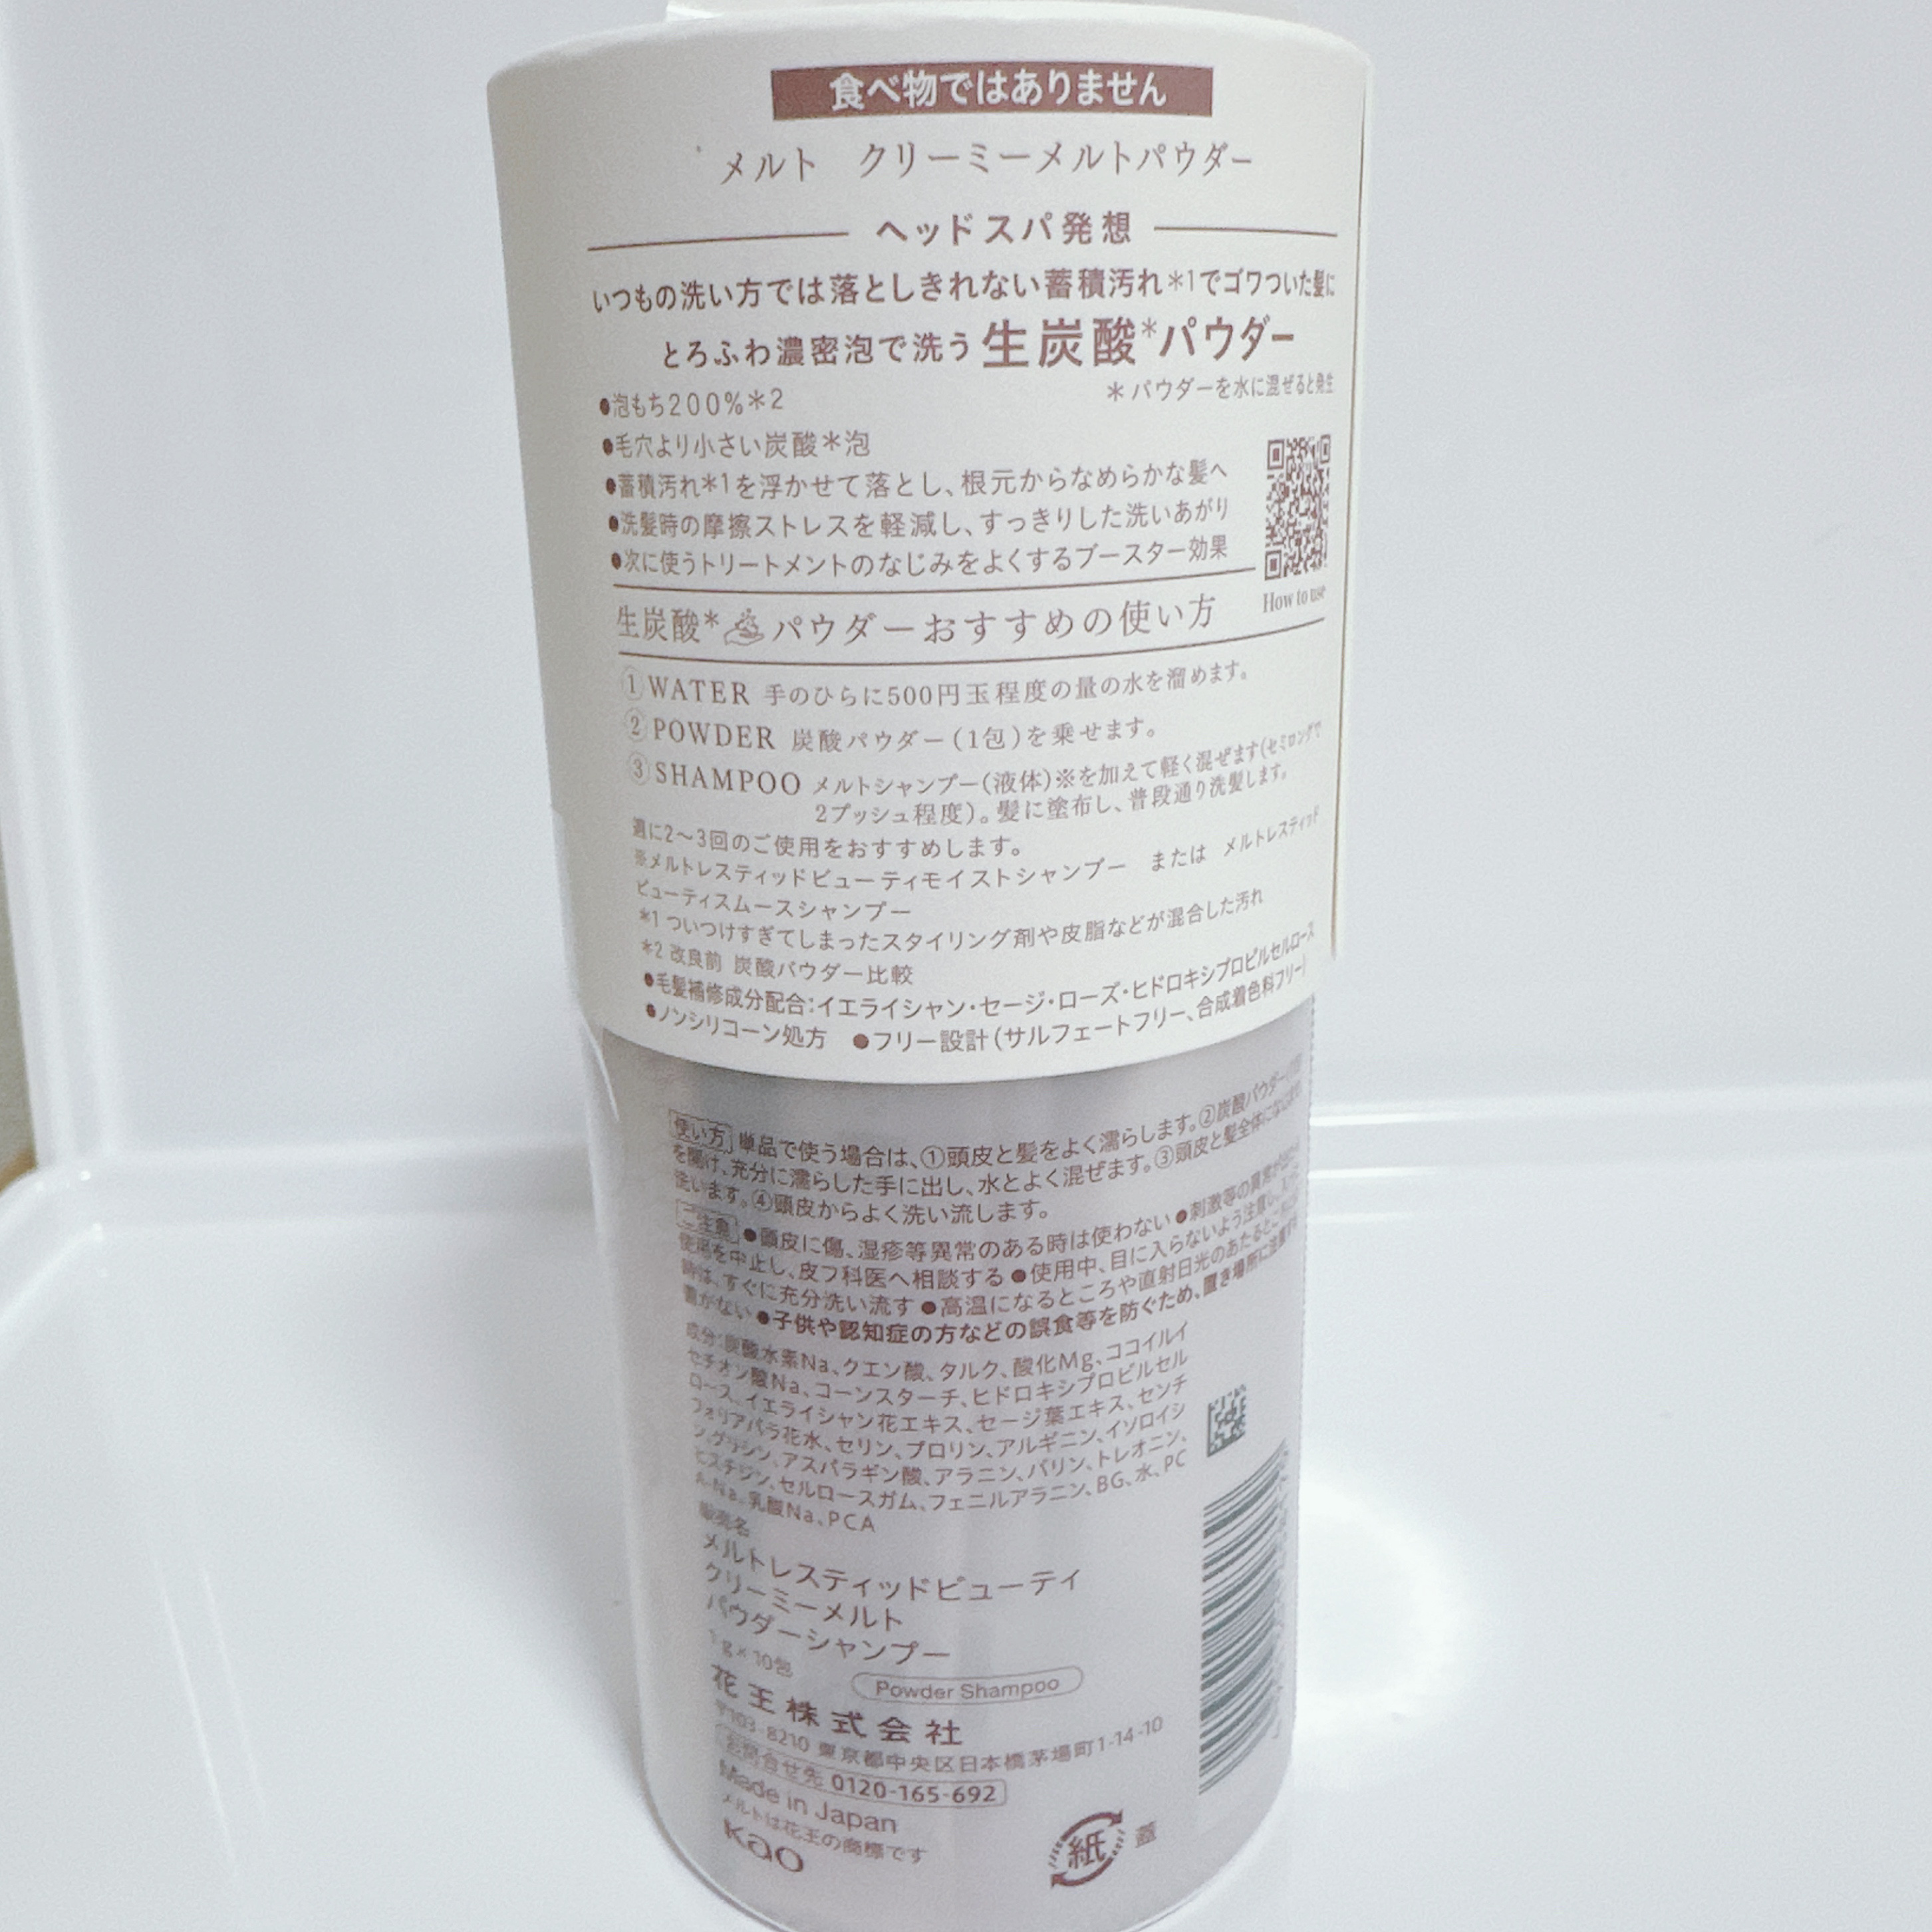 食べ物ではありません
メルト クリーミーメルトパウダー
ヘッドスパ発想
いつもの洗い方では落としきれない蓄積汚れ*1でゴワついた髪に
とろふわ濃密泡で洗う生炭酸*パウダー
*パウダーを水に混ぜると発生
●泡もち200%*2
●毛穴より小さい炭酸*泡
●蓄積汚れ*1を浮かせて落とし、根元からなめらかな髪へ
●洗髪時の摩擦ストレスを軽減し、すっきりした洗いあがり
●次に使うトリートメントのなじみをよくするブースター効果
How to use
生炭酸*パウダーおすすめの使い方
①WATER 手のひらに500円玉程度の量の水を溜めます。
②POWDER 炭酸パウダー(1包)を乗せます。
③SHAMPOO メルトシャンプー(液体)※を加えて軽く混ぜます(セミロングで
2プッシュ程度)。髪に塗布し、普段通り洗髪します。
週に2〜3回のご使用をおすすめします。
※メルトレスティッドビューティモイストシャンプー または メルトレスティッド
ビューティスムースシャンプー
*1 ついつけすぎてしまったスタイリング剤や皮脂などが混合した汚れ
*2 改良前 炭酸パウダー比較
●毛髪補修成分配合:イエライシャン・セージ・ローズ・ヒドロキシプロピルセルロース
●ノンシリコーン処方 ●フリー設計(サルフェートフリー、合成着色料フリー)
使い方 単品で使う場合は、①頭皮と髪をよく濡らします。②炭酸パウダー
を開け、充分に濡らした手に出し、水とよく混ぜます。③頭皮と髪全体に
洗います。④頭皮からよく洗い流します。
ご注意 ●頭皮に傷、湿疹等異常のある時は使わない ●刺激等の異常が
使用を中止し、皮フ科医へ相談する ●使用中、目に入らないよう注意し、
時は、すぐに充分洗い流す ●高温になるところや直射日光のあたるところには
置かない ●子供や認知症の方などの誤食等を防ぐため、置き場所に注意する
成分:炭酸水素Na、クエン酸、タルク、酸化Mg、ココイルイ
セチオン酸Na、コーンスターチ、ヒドロキシプロピルセル
ロース、イエライシャン花エキス、セージ葉エキス、センチ
フォリアバラ花水、セリン、プロリン、アルギニン、イソロイシ
ン、グリシン、アスパラギン酸、アラニン、バリン、トレオニン、
ヒスチジン、セルロースガム、フェニルアラニン、BG、水、PC
A-Na、乳酸Na、PCA
販売名
メルトレスティッドビューティ
クリーミーメルト
パウダーシャンプー
g×10包
Powder Shampoo
花王株式会社
〒103-8210 東京都中央区日本橋茅場町1-14-10
お問合せ先 0120-165-692
Made in Japan
メルトは花王の商標です
Kao
紙 蓋